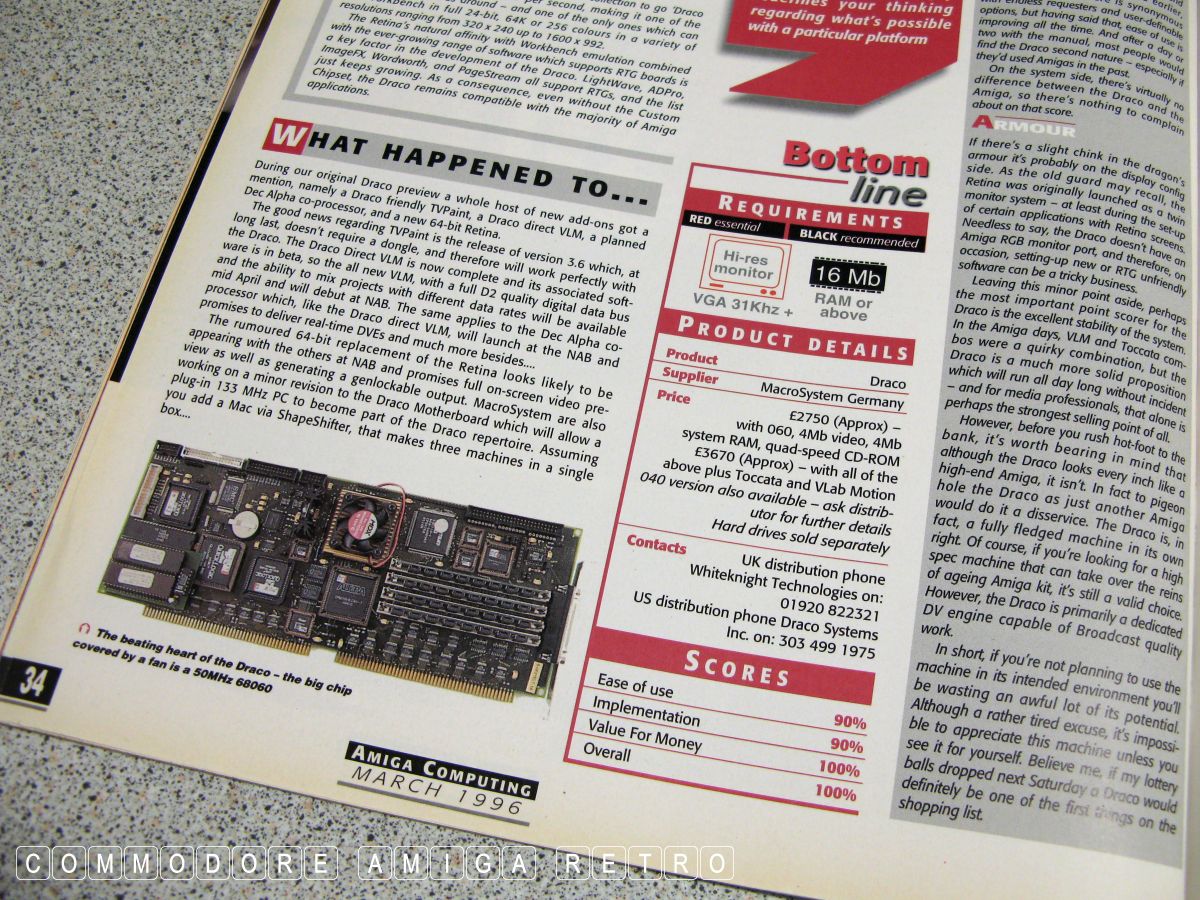 per second, making it one of the
around – and one of the only ones which can
orkbench in full 24-bit, 64K or 256 colours in a variety of
resolutions ranging from 320 x 240 up to 1600 x 992.
The Retina's natural affinity with Workbench emulation combined
with the ever-growing range of software which supports RTG boards is
a key factor in the development of the Draco. LightWave, ADPro,
ImageFX, Wordworth, and PageStream all support RTGs, and the list
just keeps growing. As a consequence, even without the Custom
Chipset, the Draco remains compatible with the majority of Amiga
applications.
WHAT HAPPENED TO...
During our original Draco preview a whole host of new add-ons got a
mention, namely a Draco friendly TVPaint, a Draco direct VLM, a planned
Dec Alpha co-processor, and a new 64-bit Retina.
The good news regarding TVPaint is the release of version 3.6 which, at
long last, doesn't require a dongle, and therefore will work perfectly with
the Draco. The Draco Direct VLM is now complete and its associated soft-
ware is in beta, so the all new VLM, with a full D2 quality digital data bus
and the ability to mix projects with different data rates will be available
mid April and will debut at NAB. The same applies to the Dec Alpha co-
processor which, like the Draco direct VLM, will launch at the NAB and
promises to deliver real-time DVEs and much more besides....
The rumoured 64-bit replacement of the Retina looks likely to be
appearing with the others at NAB and promises full on-screen video pre-
view as well as generating a genlockable output. MacroSystem are also
working on a minor revision to the Draco Motherboard which will allow a
plug-in 133 MHz PC to become part of the Draco repertoire. Assuming
you add a Mac via ShapeShifter, that makes three machines in a single
box....
The beating heart of the Draco – the big chip
covered by a fan is a 50MHz 68060
34
AMIGA COMPUTING
MARCH 1996
your thinking
regarding what's possible
with a particular platform
Bottom
line
REQUIREMENTS
RED essential
BLACK recommended
Hi-res
monitor
VGA 31Khz +
16 Mb
RAM or
above
PRODUCT DETAILS
Product Draco
Supplier MacroSystem Germany
Price £2750 (Approx) –
with 060, 4Mb video, 4Mb
system RAM, quad-speed CD-ROM
£3670 (Approx) – with all of the
above plus Toccata and VLab Motion
040 version also available – ask distrib-
utor for further details
Hard drives sold separately
Contacts UK distribution phone
Whiteknight Technologies on:
01920 822321
US distribution phone Draco Systems
Inc. on: 303 499 1975
SCORES
Ease of use 90%
Implementation 90%
Value For Money 100%
Overall 100%
endless requesters and user-definable
options, but having said that, ease of use is
improving all the time. And after a day or
two with the manual, most people would
find the Draco second nature – especially if
they'd used Amigas in the past.
On the system side, there's virtually no
difference between the Draco and the
Amiga, so there's nothing to complain
about on that score.
ARMOUR
If there's a slight chink in the dragon's
armour it's probably on the display config
side. As the old guard may recall, the
Retina was originally launched as a twin
monitor system – at least during the set-up
of certain applications with Retina screens.
Needless to say, the Draco doesn't have an
Amiga RGB monitor port, and therefore, on
occasion, setting-up new or RTG unfriendly
software can be a tricky business.
Leaving this minor point aside, perhaps
the most important point scorer for the
Draco is the excellent stability of the system.
In the Amiga days, VLM and Toccata com-
bos were a quirky combination, but the
Draco is a much more solid proposition
which will run all day long without incident
– and for media professionals, that alone is
perhaps the strongest selling point of all.
However, before you rush hot-foot to the
bank, it's worth bearing in mind that
although the Draco looks every inch like a
high-end Amiga, it isn't. In fact to pigeon
hole the Draco as just another Amiga
would do it a disservice. The Draco is, in
fact, a fully fledged machine in its own
right. Of course, if you're looking for a high
spec machine that can take over the reins
of ageing Amiga kit, it's still a valid choice.
However, the Draco is primarily a dedicated
DV engine capable of Broadcast quality
work.
In short, if you're not planning to use the
machine in its intended environment you'll
be wasting an awful lot of its potential.
Although a rather tired excuse, it's impossi-
ble to appreciate this machine unless you
see it for yourself. Believe me, if my lottery
balls dropped next Saturday a Draco would
definitely be one of the first things on the
shopping list.
COMMODORE AMIGA RETRO